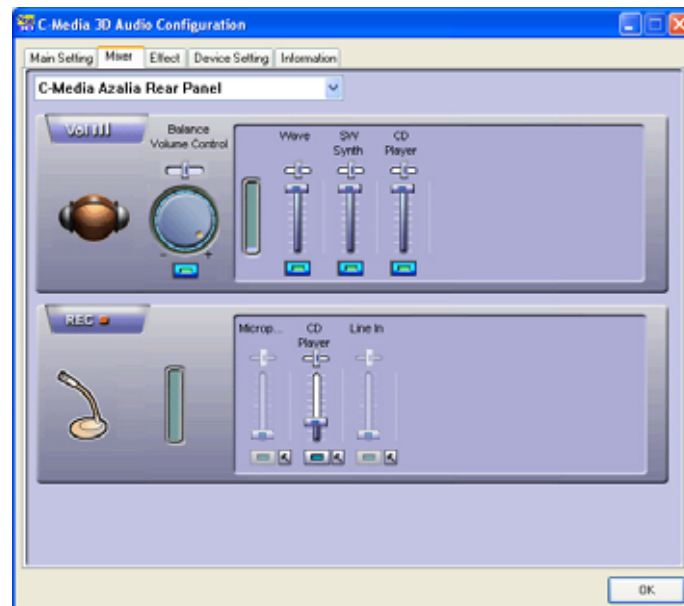 C-Media 3D Audio Configuration
Main Setting Mixer Effect Device Setting Information
C-Media Azalia Rear Panel
Vol
Balance
Volume Control
Wave
SW
Synth
CD
Player
- +
REC
Microp...
CD
Player
Line In
OK